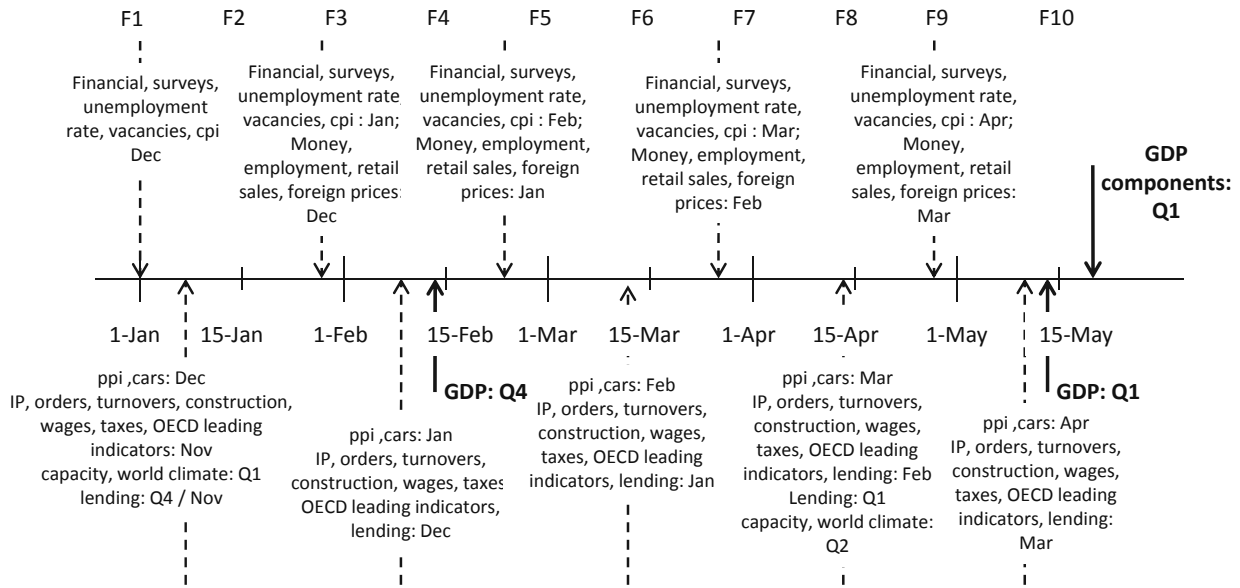 F1 F2 F3 F4 F5 F6 F7 F8 F9 F10
Financial, surveys,
unemployment
rate, vacancies, cpi
Dec
Financial, surveys,
unemployment rate,
vacancies, cpi : Jan;
Money,
employment, retail
sales, foreign prices:
Dec
Financial, surveys,
unemployment rate,
vacancies, cpi : Feb;
Money, employment,
retail sales, foreign
prices: Jan
Financial, surveys,
unemployment rate,
vacancies, cpi : Mar;
Money, employment,
retail sales, foreign
prices: Feb
Financial, surveys,
unemployment rate,
vacancies, cpi : Apr;
Money,
employment, retail
sales, foreign prices:
Mar
GDP
components:
Q1
1-Jan 15-Jan 1-Feb 15-Feb 1-Mar 15-Mar 1-Apr 15-Apr 1-May 15-May
ppi ,cars: Dec
IP, orders, turnovers, construction,
wages, taxes, OECD leading
indicators: Nov
capacity, world climate: Q1
lending: Q4 / Nov
ppi ,cars: Jan
IP, orders, turnovers,
construction, wages, taxes
OECD leading indicators,
lending: Dec
GDP: Q4
ppi ,cars: Feb
IP, orders, turnovers,
construction, wages,
taxes, OECD leading
indicators, lending: Jan
ppi ,cars: Mar
IP, orders, turnovers,
construction, wages,
taxes, OECD leading
indicators, lending: Feb
Lending: Q1
capacity, world climate:
Q2
GDP: Q1
ppi ,cars: Apr
IP, orders, turnovers,
construction, wages,
taxes, OECD leading
indicators, lending:
Mar